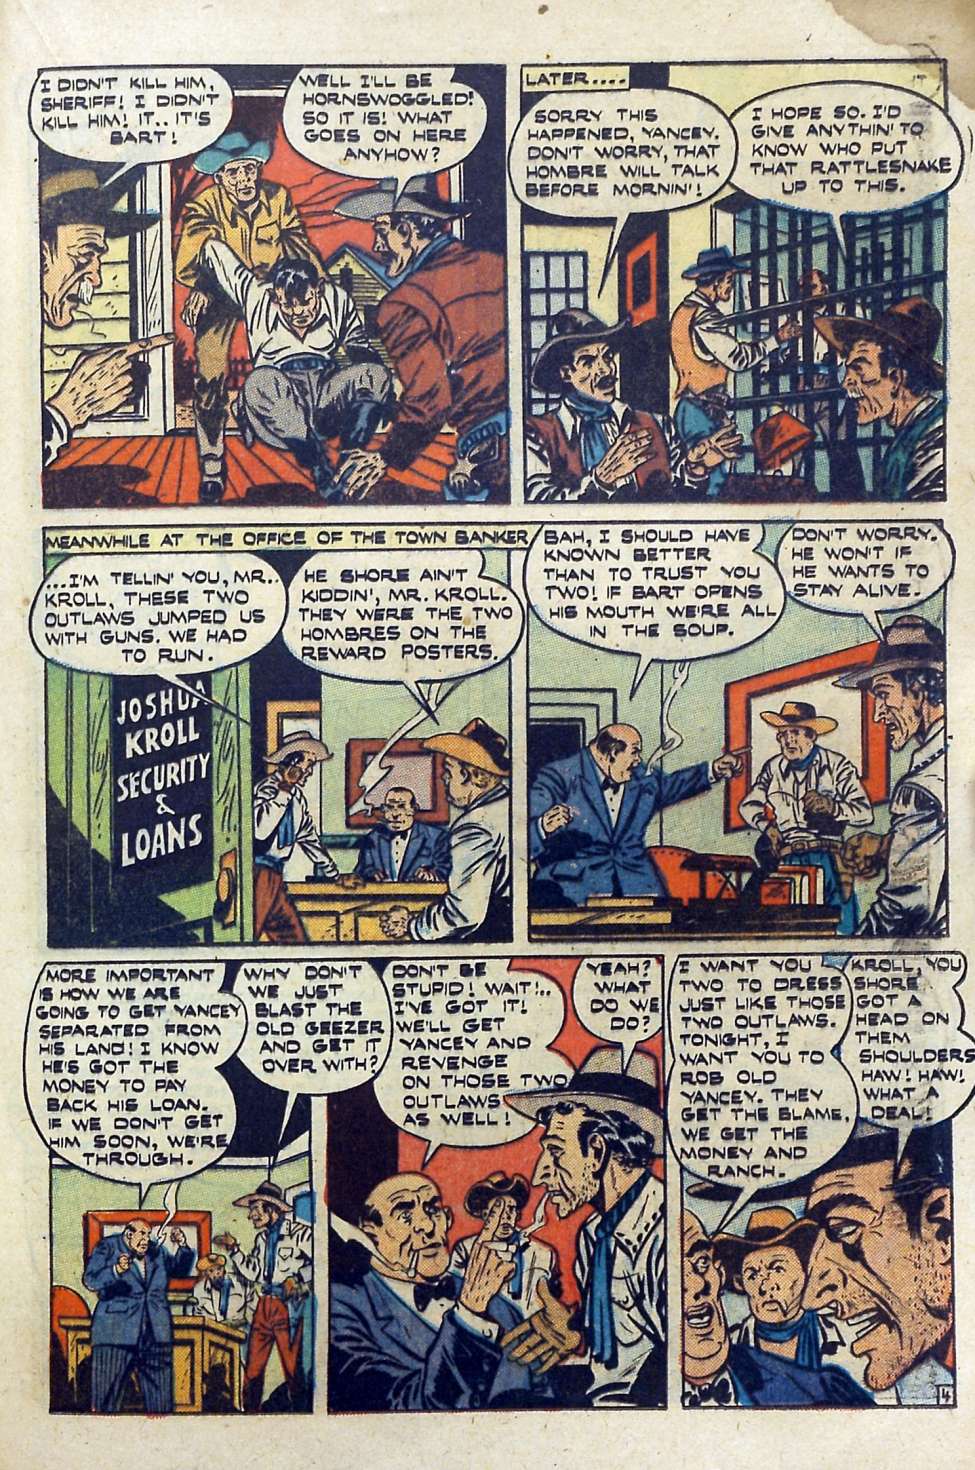 I DIDN'T KILL HIM,
SHERIFF! I DIDN'T
KILL HIM! IT.. IT'S
BART!
WELL I'LL BE
HORNSWOGGLED!
SO IT IS! WHAT
GOES ON HERE
ANYHOW?
LATER....
SORRY THIS
HAPPENED, YANCEY.
DON'T WORRY, THAT
HOMBRE WILL TALK
BEFORE MORNIN'!
I HOPE SO. I'D
GIVE ANYTHIN' TO
KNOW WHO PUT
THAT RATTLESNAKE
UP TO THIS.
MEANWHILE AT THE OFFICE OF THE TOWN BANKER
...I'M TELLIN' YOU, MR..
KROLL, THESE TWO
OUTLAWS JUMPED US
WITH GUNS. WE HAD
TO RUN.
HE SHORE AIN'T
KIDDIN', MR. KROLL.
THEY WERE THE TWO
HOMBRES ON THE
REWARD POSTERS.
JOSHUA
KROLL
SECURITY
&
LOANS
BAH, I SHOULD HAVE
KNOWN BETTER
THAN TO TRUST YOU
TWO! IF BART OPENS
HIS MOUTH WE'RE ALL
IN THE SOUP.
DON'T WORRY.
HE WON'T IF
HE WANTS TO
STAY ALIVE.
MORE IMPORTANT
IS HOW WE ARE
GOING TO GET YANCEY
SEPARATED FROM
HIS LAND! I KNOW
HE'S GOT THE
MONEY TO PAY
BACK HIS LOAN.
IF WE DON'T GET
HIM SOON, WE'RE
THROUGH.
WHY DON'T
WE JUST
BLAST THE
OLD GEEZER
AND GET IT
OVER WITH?
DON'T BE
STUPID! WAIT!..
I'VE GOT IT!
WE'LL GET
YANCEY AND
REVENGE
ON THOSE TWO
OUTLAWS
AS WELL!
YEAH?
WHAT
DO WE
DO?
I WANT YOU
TWO TO DRESS
JUST LIKE THOSE
TWO OUTLAWS.
TONIGHT, I
WANT YOU TO
ROB OLD
YANCEY. THEY
GET THE BLAME,
WE GET THE
MONEY AND
RANCH.
KROLL, YOU
SHORE
GOT A
HEAD ON
THEM
SHOULDERS
HAW! HAW!
WHAT A
DEAL!
4